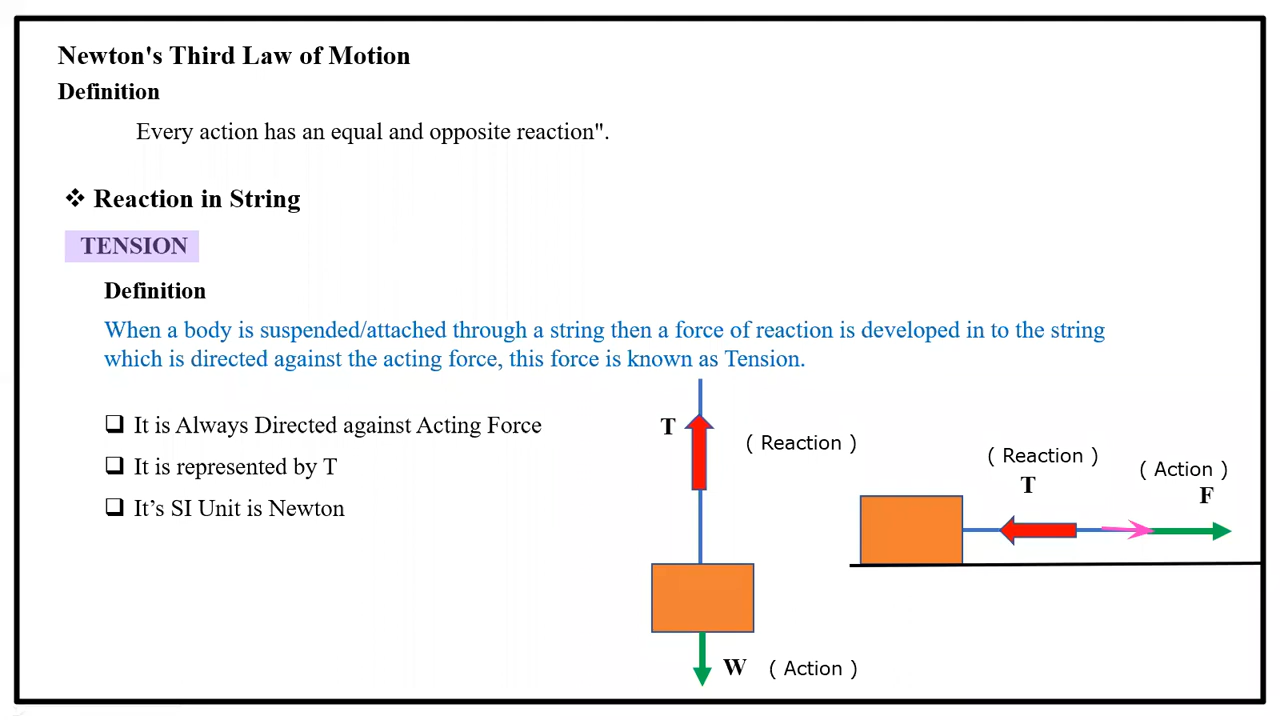 Newton's Third Law of Motion
Definition
Every action has an equal and opposite reaction".
Reaction in String
TENSION
Definition
When a body is suspended/attached through a string then a force of reaction is developed in to the string
which is directed against the acting force, this force is known as Tension.
It is Always Directed against Acting Force
It is represented by T
It’s SI Unit is Newton
T
( Reaction )
W
( Action )
( Reaction )
T
( Action )
F